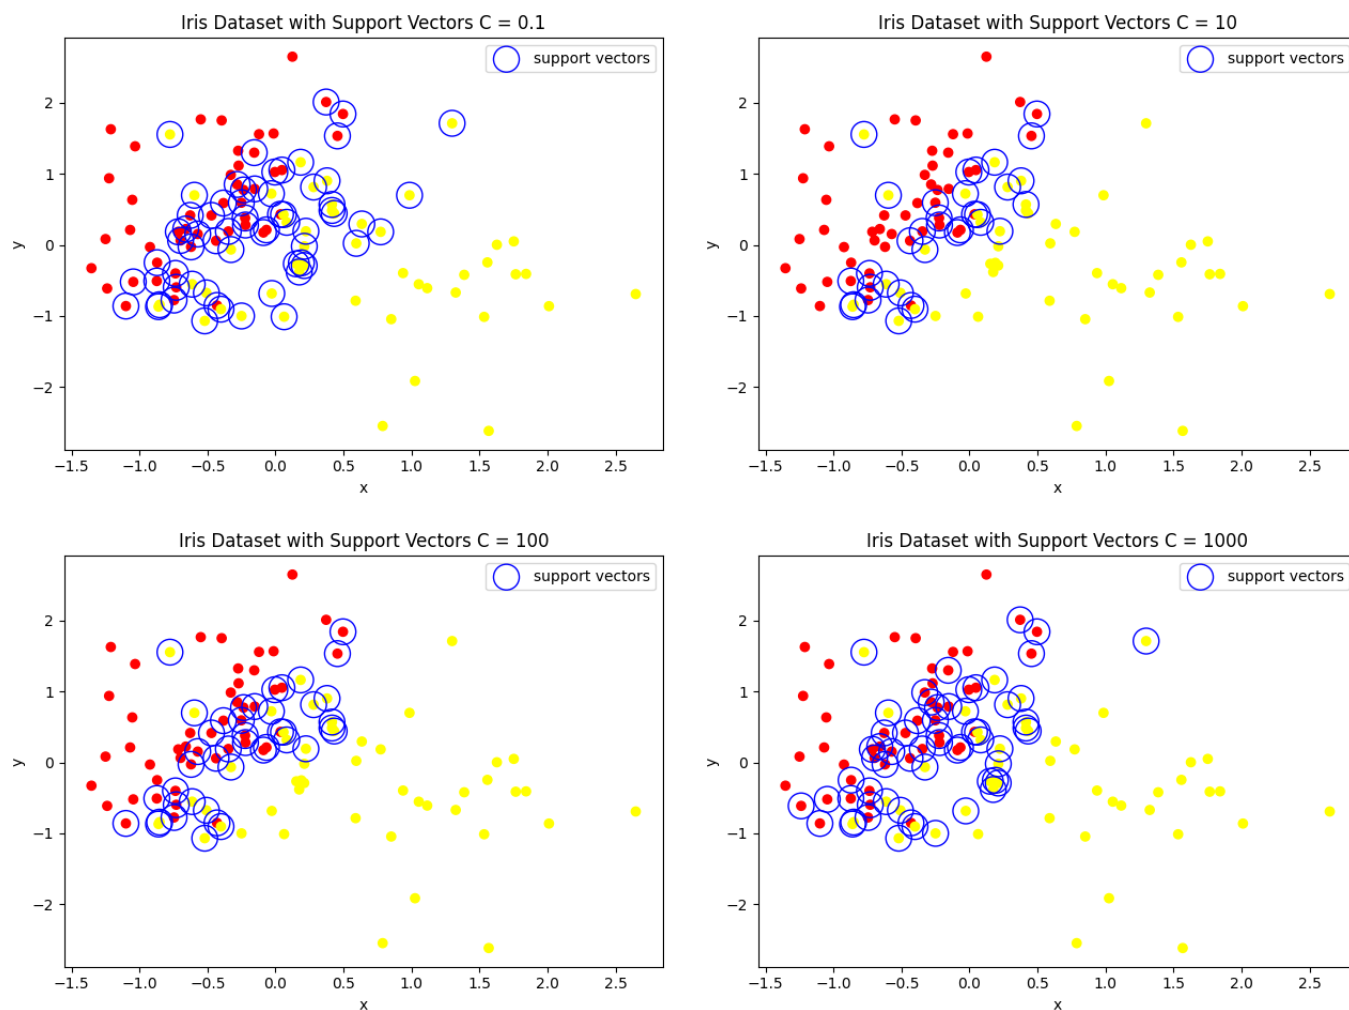 Iris Dataset with Support Vectors C = 0.1
support vectors
2
1
0
−1
−2
y
−1.5 −1.0 −0.5 0.0 0.5 1.0 1.5 2.0 2.5
x
Iris Dataset with Support Vectors C = 10
support vectors
2
1
0
−1
−2
y
−1.5 −1.0 −0.5 0.0 0.5 1.0 1.5 2.0 2.5
x
Iris Dataset with Support Vectors C = 100
support vectors
2
1
0
−1
−2
y
−1.5 −1.0 −0.5 0.0 0.5 1.0 1.5 2.0 2.5
x
Iris Dataset with Support Vectors C = 1000
support vectors
2
1
0
−1
−2
y
−1.5 −1.0 −0.5 0.0 0.5 1.0 1.5 2.0 2.5
x